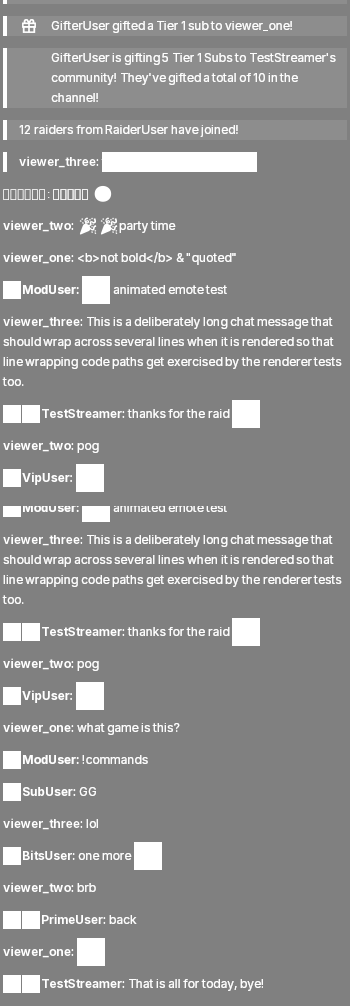 GifterUser gifted a Tier 1 sub to viewer_one!
GifterUser is gifting 5 Tier 1 Subs to TestStreamer's
community! They've gifted a total of 10 in the
channel!
12 raiders from RaiderUser have joined!
viewer_three:
viewer_two: 🎉 🎉 party time
viewer_one: <b>not bold</b> & "quoted"
ModUser: animated emote test
viewer_three: This is a deliberately long chat message that
should wrap across several lines when it is rendered so that
line wrapping code paths get exercised by the renderer tests
too.
TestStreamer: thanks for the raid
viewer_two: pog
VipUser:
ModUser: animated emote test
viewer_three: This is a deliberately long chat message that
should wrap across several lines when it is rendered so that
line wrapping code paths get exercised by the renderer tests
too.
TestStreamer: thanks for the raid
viewer_two: pog
VipUser:
viewer_one: what game is this?
ModUser: !commands
SubUser: GG
viewer_three: lol
BitsUser: one more
viewer_two: brb
PrimeUser: back
viewer_one:
TestStreamer: That is all for today, bye!